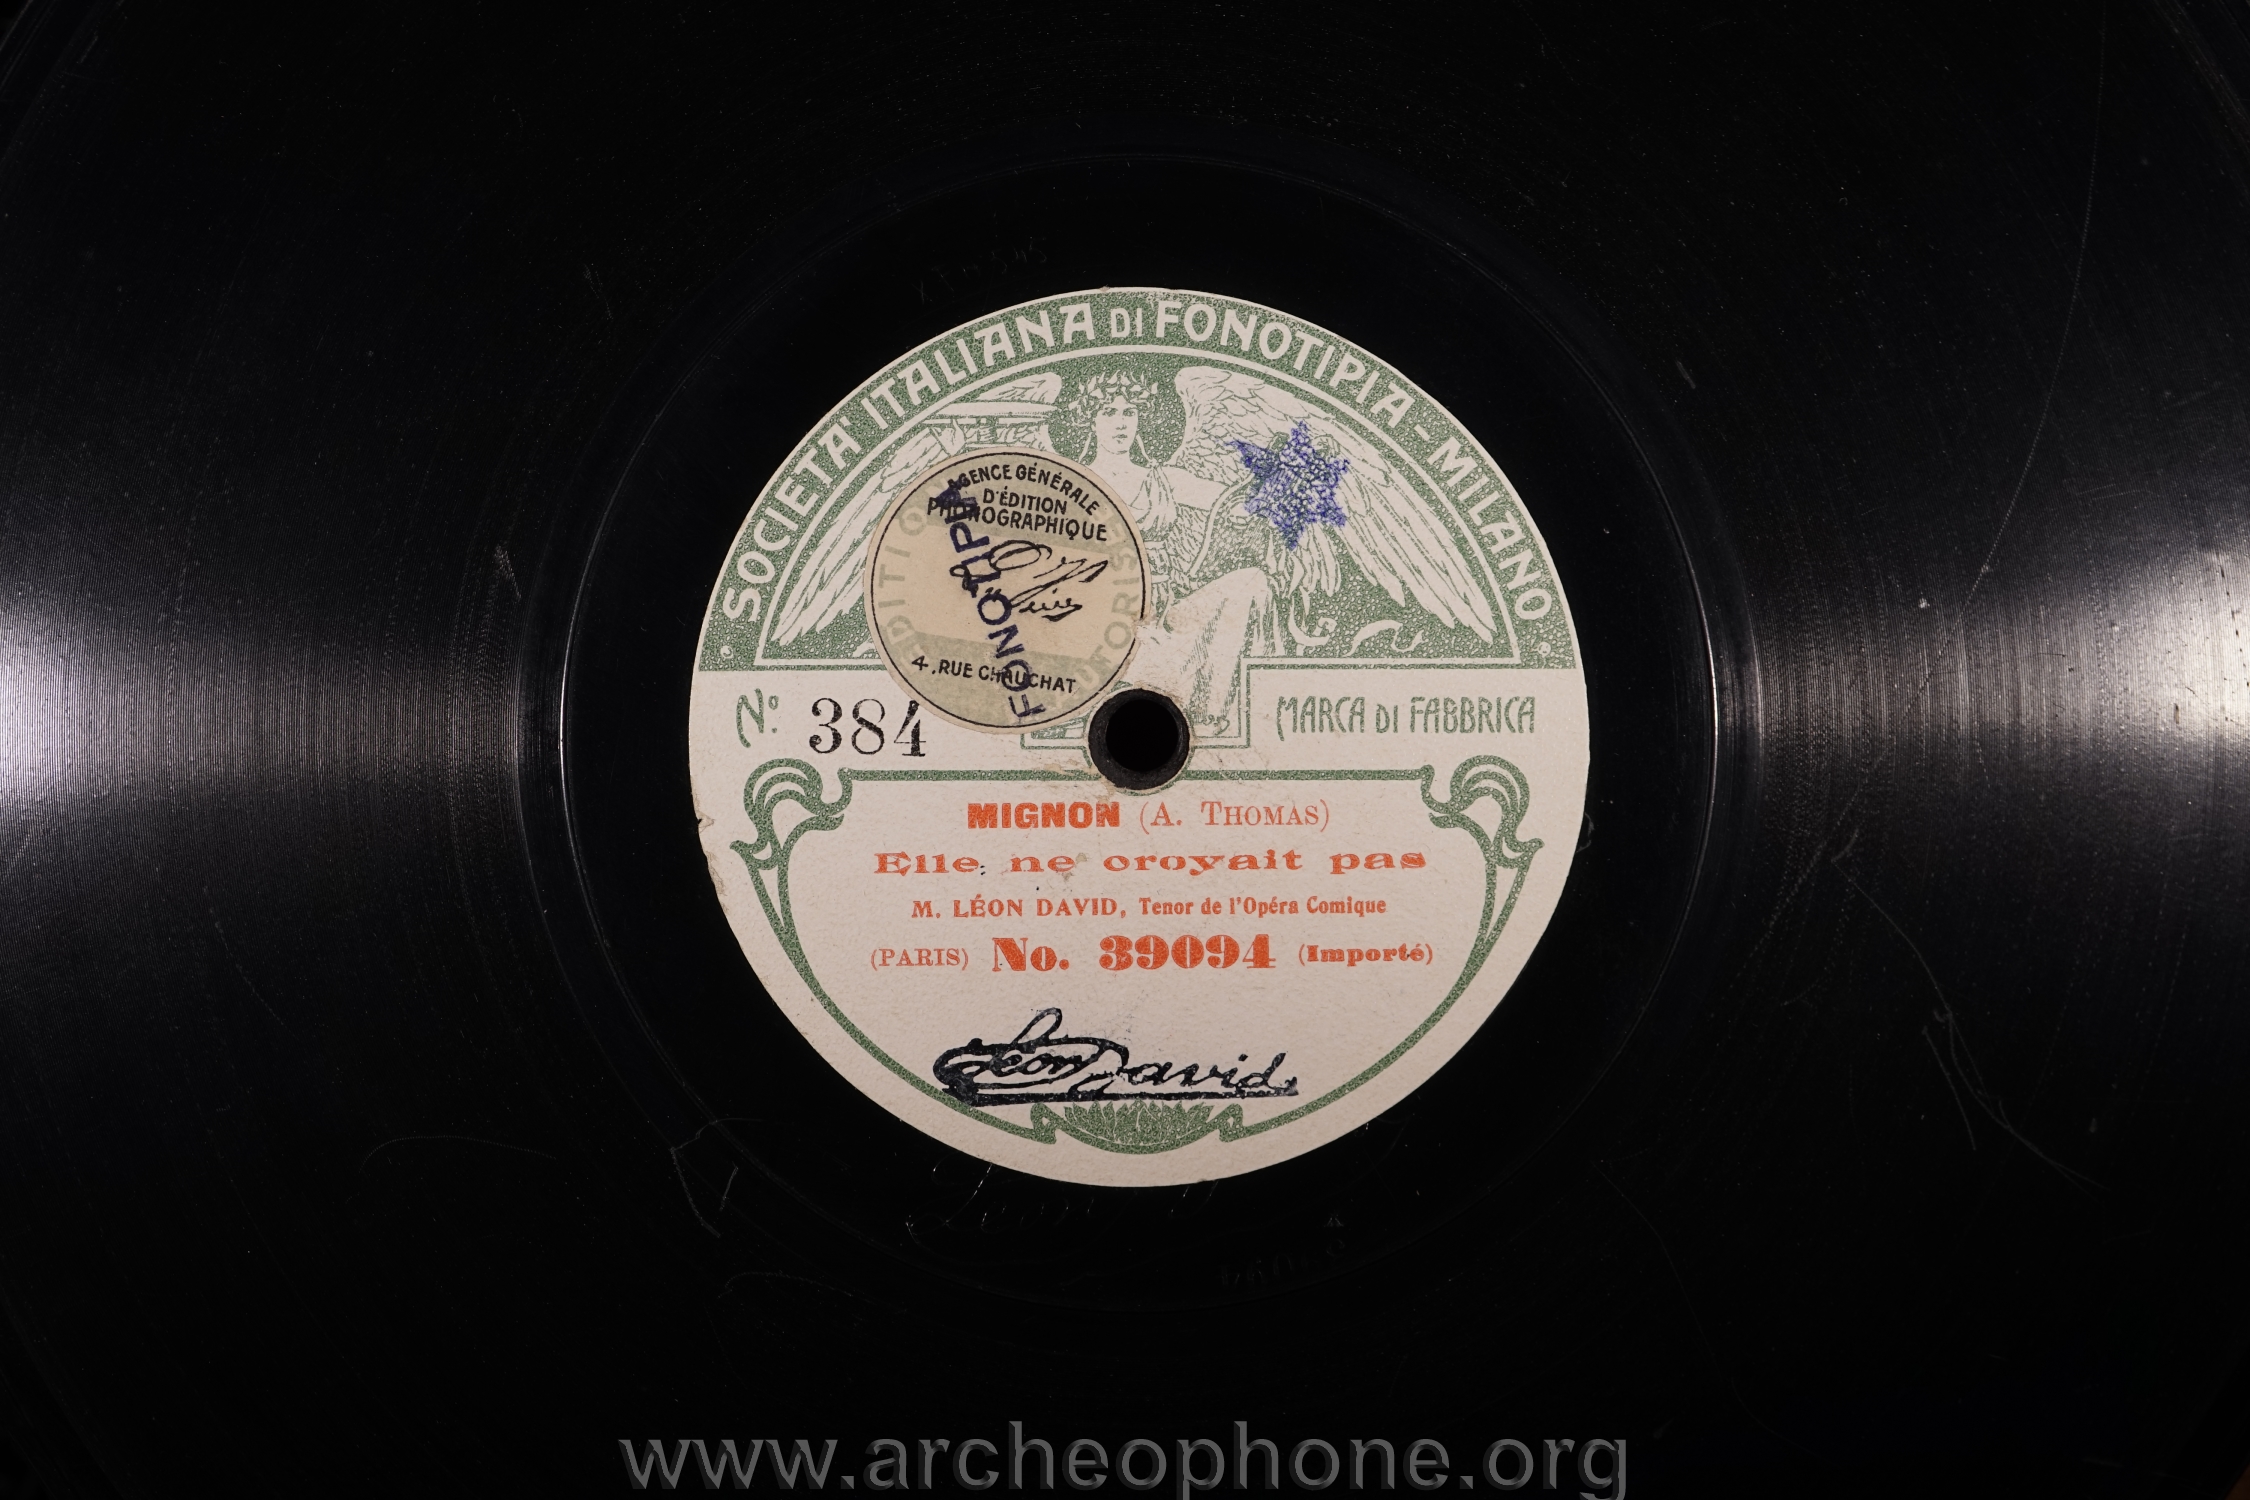 SOCIETA' ITALIANA DI FONOTIPIA - MILANO
AGENCE GÉNÉRALE
D'ÉDITION
PHONOGRAPHIQUE
4, RUE CHAUCHAT
FONOTIPIA
No. 384
MARCA DI FABBRICA
MIGNON (A. THOMAS)
Elle ne croyait pas
M. LÉON DAVID, Tenor de l'Opéra Comique
(PARIS) No. 39094 (Importé)
Léon David
www.archeophone.org